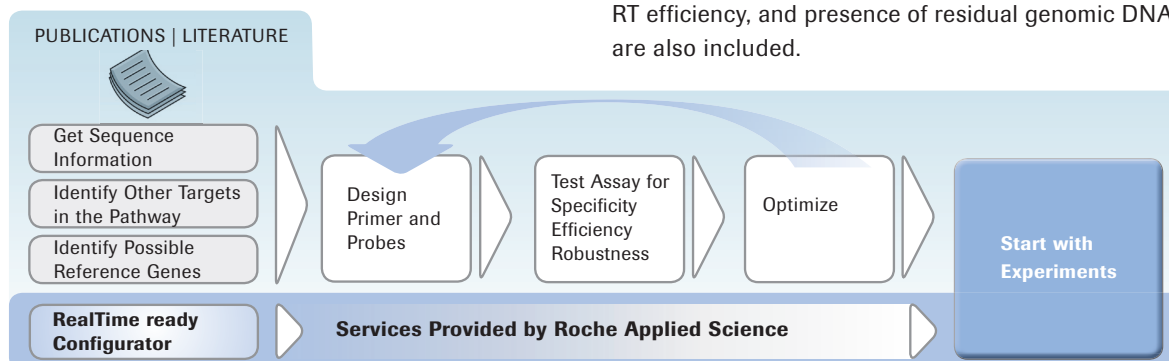 RT efficiency, and presence of residual genomic DNA
are also included.
PUBLICATIONS | LITERATURE
Get Sequence
Information
Identify Other Targets
in the Pathway
Identify Possible
Reference Genes
Design
Primer and
Probes
Test Assay for
Specificity
Efficiency
Robustness
Optimize
Start with
Experiments
RealTime ready
Configurator
Services Provided by Roche Applied Science